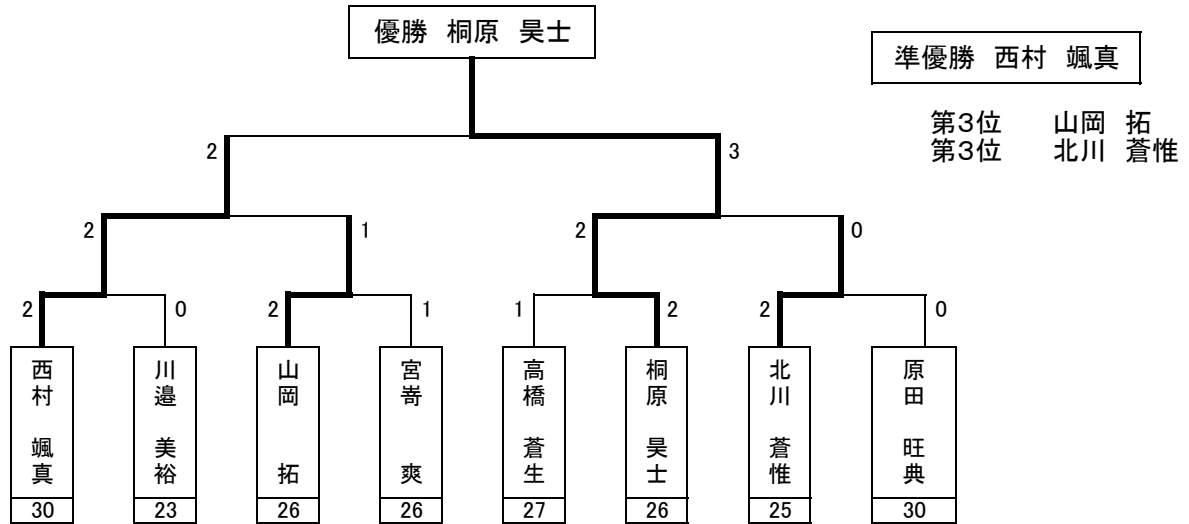 優勝 桐原 昊士
準優勝 西村 颯真
第3位 山岡 拓
第3位 北川 蒼惟
2 3
2 1 2 0
2 0 2 1 1 2 2 0
西村 颯真
川邉 美裕
山岡 拓
宮嵜 爽
高橋 蒼生
桐原 昊士
北川 蒼惟
原田 旺典
30 23 26 26 27 26 25 30